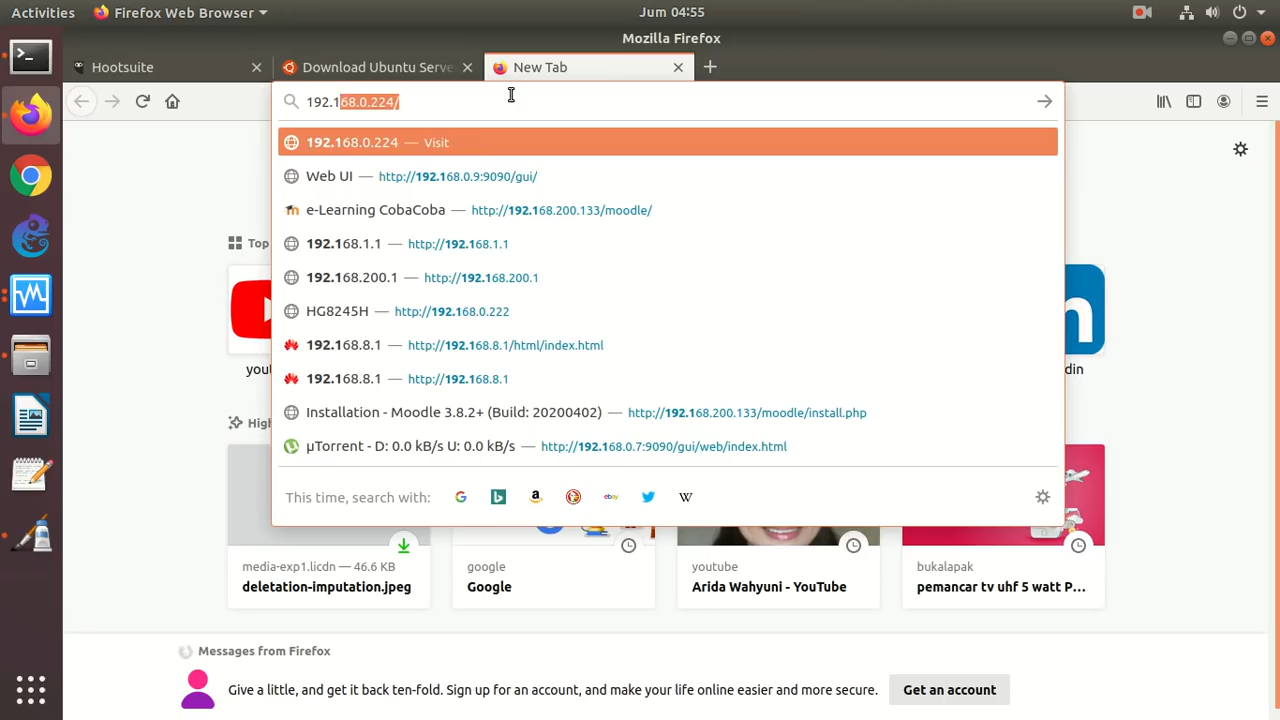 Activities
Firefox Web Browser
Jum 04:55
Mozilla Firefox
Hootsuite
Download Ubuntu Serve
New Tab
192.168.0.224/
192.168.0.224 — Visit
Web UI — http://192.168.0.9:9090/gui/
e-Learning CobaCoba — http://192.168.200.133/moodle/
192.168.1.1 — http://192.168.1.1
192.168.200.1 — http://192.168.200.1
HG8245H — http://192.168.0.222
192.168.8.1 — http://192.168.8.1/html/index.html
192.168.8.1 — http://192.168.8.1
Installation - Moodle 3.8.2+ (Build: 20200402) — http://192.168.200.133/moodle/install.php
µTorrent - D: 0.0 kB/s U: 0.0 kB/s — http://192.168.0.7:9090/gui/web/index.html
This time, search with:
Top
you
din
High
media-exp1.licdn — 46.6 KB
deletation-imputation.jpeg
google
Google
youtube
Arida Wahyuni - YouTube
bukalapak
pemancar tv uhf 5 watt P…
Messages from Firefox
Give a little, and get it back ten-fold. Sign up for an account, and make your life online easier and more secure.
Get an account